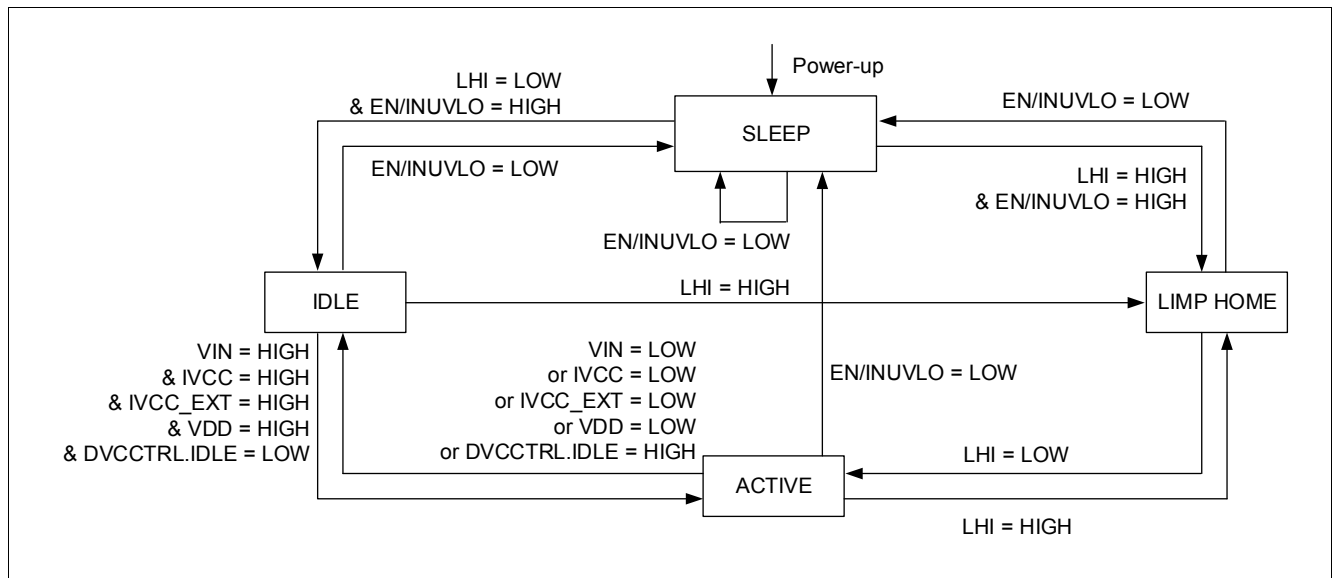 Power-up
LHI = LOW
& EN/INUVLO = HIGH
EN/INUVLO = LOW
SLEEP
EN/INUVLO = LOW
LHI = HIGH
& EN/INUVLO = HIGH
EN/INUVLO = LOW
IDLE
LHI = HIGH
LIMP HOME
VIN = HIGH
& IVCC = HIGH
& IVCC_EXT = HIGH
& VDD = HIGH
& DVCCTRL.IDLE = LOW
VIN = LOW
or IVCC = LOW
or IVCC_EXT = LOW
or VDD = LOW
or DVCCTRL.IDLE = HIGH
EN/INUVLO = LOW
LHI = LOW
ACTIVE
LHI = HIGH